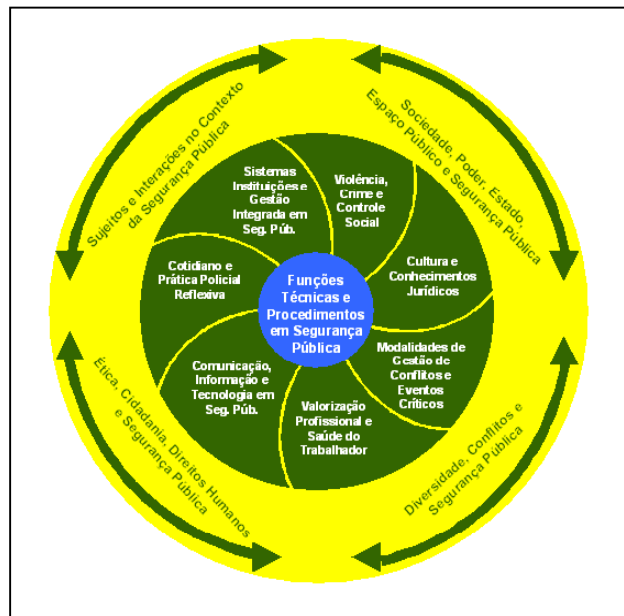 Sujeitos e Interações no Contexto
da Segurança Pública
Sociedade, Poder, Estado,
Espaço Público e Segurança Pública
Sistemas
Instituições e
Gestão
Integrada em
Seg. Púb.
Violência,
Crime e
Controle
Social
Cultura e
Conhecimentos
Jurídicos
Modalidades de
Gestão de
Conflitos e
Eventos
Críticos
Valorização
Profissional e
Saúde do
Trabalhador
Comunicação,
Informação e
Tecnologia em
Seg. Púb.
Cotidiano e
Prática Policial
Reflexiva
Funções
Técnicas e
Procedimentos
em Segurança
Pública
Ética, Cidadania, Direitos Humanos
e Segurança Pública
Diversidade, Conflitos e
Segurança Pública